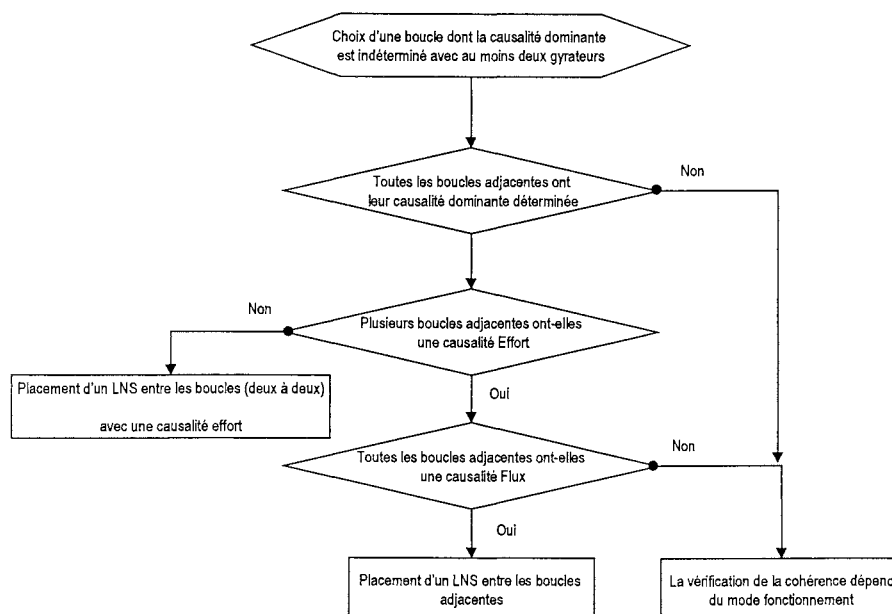 Choix d'une boucle dont la causalité dominante
est indéterminé avec au moins deux gyrateurs
Toutes les boucles adjacentes ont
leur causalité dominante déterminée
Non
Non
Plusieurs boucles adjacentes ont-elles
une causalité Effort
Placement d'un LNS entre les boucles (deux à deux)
avec une causalité effort
Oui
Toutes les boucles adjacentes ont-elles
une causalité Flux
Non
Oui
Placement d'un LNS entre les boucles
adjacentes
La vérification de la cohérence dépend
du mode fonctionnement